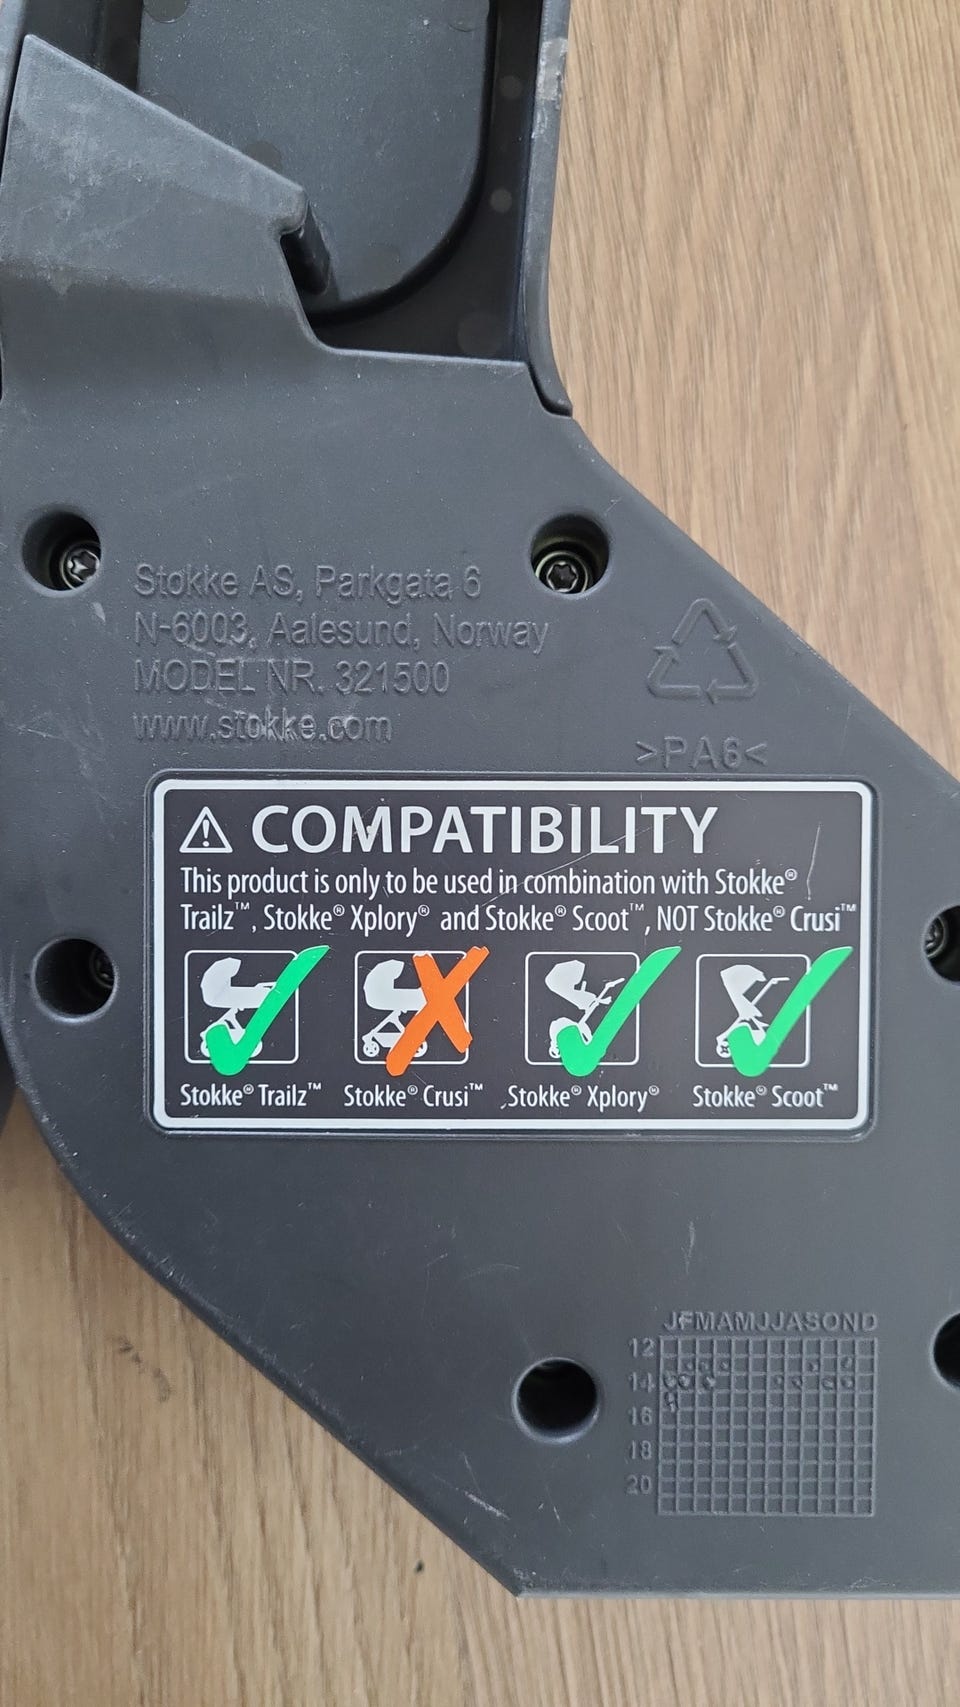 Stokke AS, Parkgata 6
N-6003, Aalesund, Norway
MODEL NR. 321500
www.stokke.com
>PA6<
⚠ COMPATIBILITY
This product is only to be used in combination with Stokke®
Trailz™, Stokke® Xplory® and Stokke® Scoot™, NOT Stokke® Crusi™
Stokke® Trailz™
Stokke® Crusi™
Stokke® Xplory®
Stokke® Scoot™
JFMAMJJASOND
12
14
16
18
20